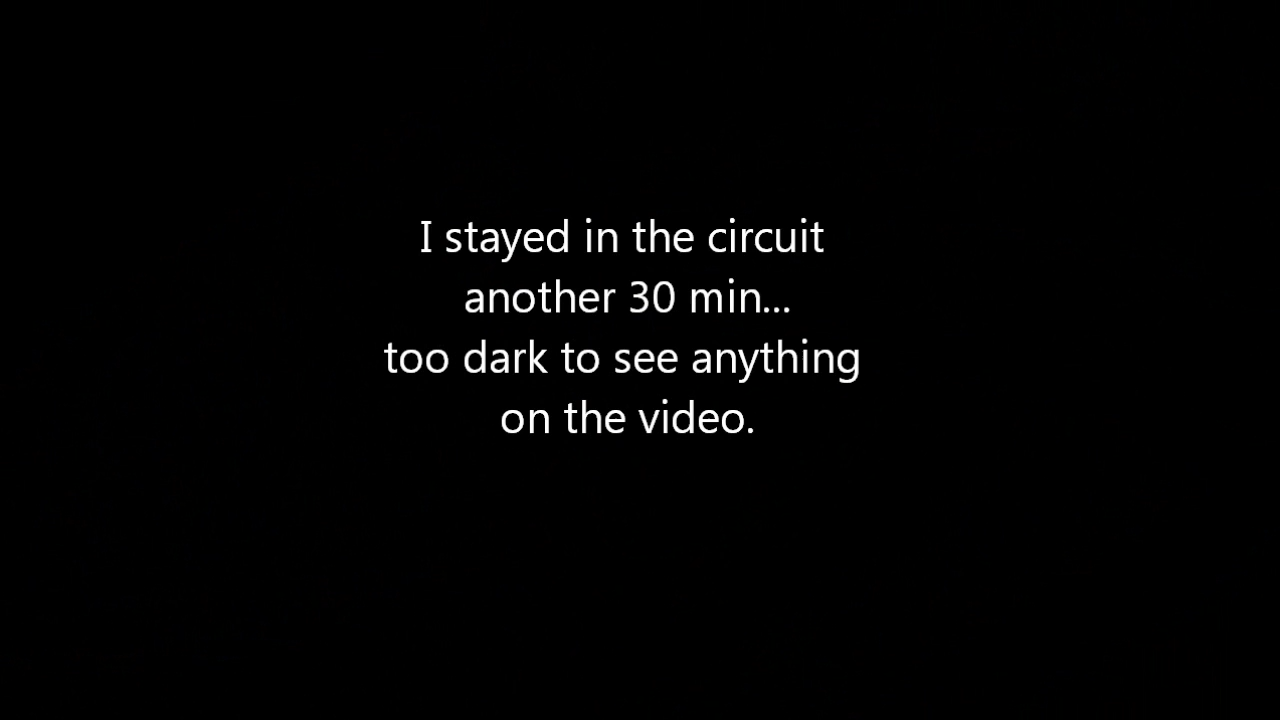 I stayed in the circuit
another 30 min...
too dark to see anything
on the video.